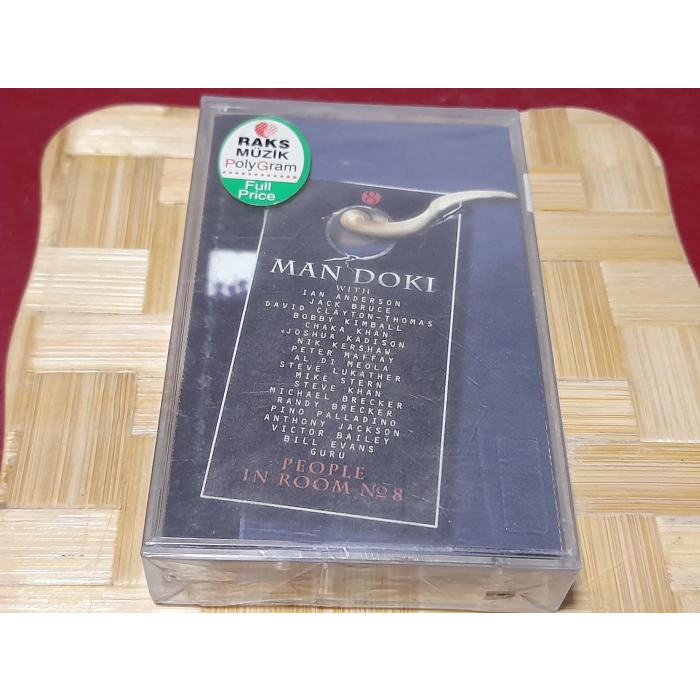 RAKS
MÜZİK
PolyGram
Full
Price
8
MAN DOKI
WITH
IAN ANDERSON
JACK BRUCE
DAVID CLAYTON-THOMAS
BOBBY KIMBALL
CHAKA KHAN
JOSHUA KADISON
NIK KERSHAW
PETER MAFFAY
AL DI MEOLA
STEVE LUKATHER
MIKE STERN
STEVE KHAN
MICHAEL BRECKER
RANDY BRECKER
PINO PALLADINO
ANTHONY JACKSON
VICTOR BAILEY
BILL EVANS
GURU
PEOPLE
IN ROOM No 8